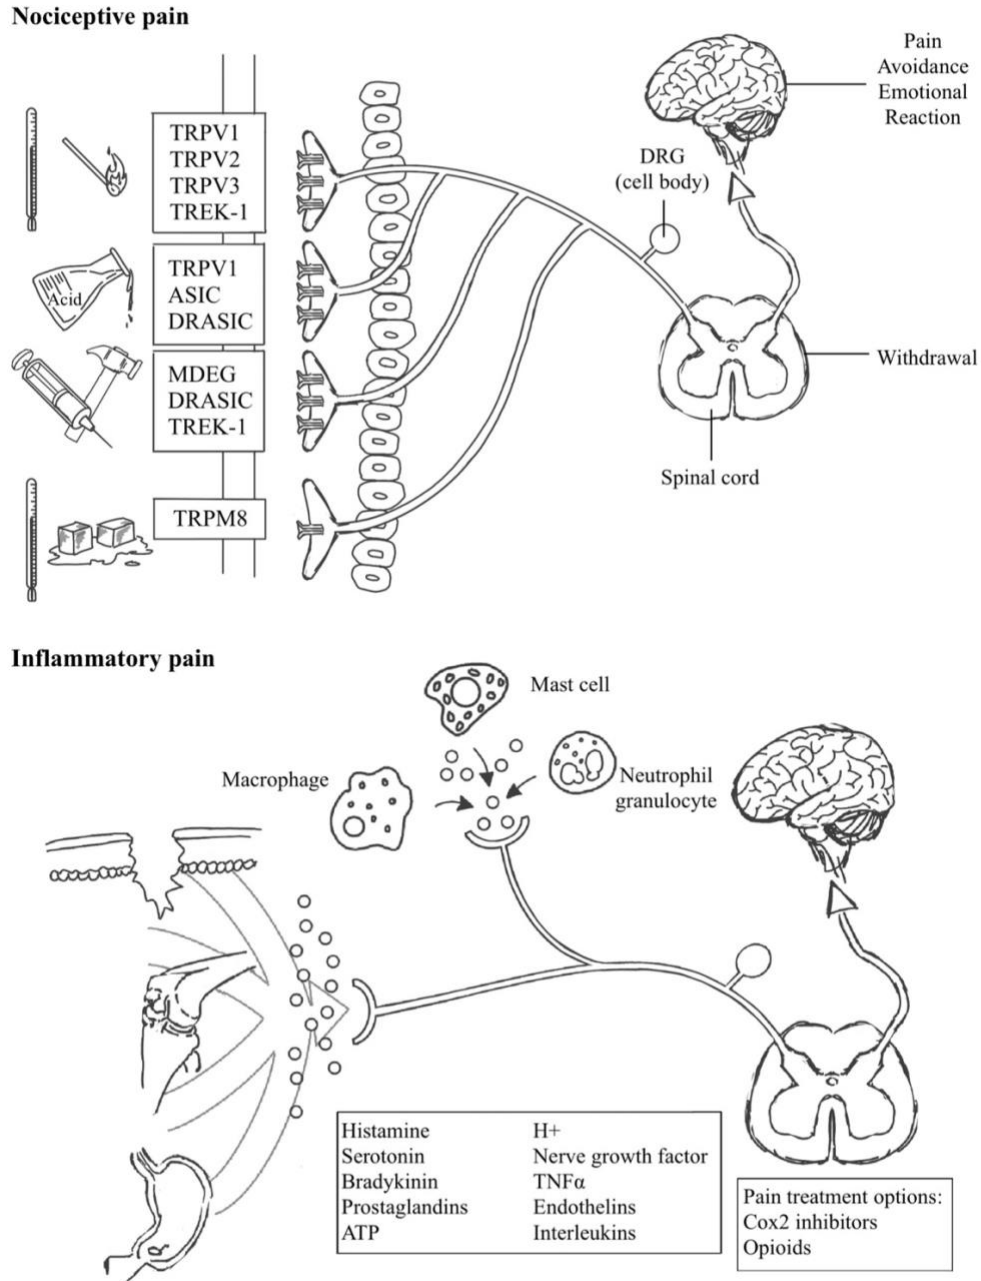 Nociceptive pain
Pain
Avoidance
Emotional
Reaction
DRG
(cell body)
TRPV1
TRPV2
TRPV3
TREK-1
Acid
TRPV1
ASIC
DRASIC
MDEG
DRASIC
TREK-1
TRPM8
Withdrawal
Spinal cord
Inflammatory pain
Mast cell
Macrophage
Neutrophil
granulocyte
Histamine
Serotonin
Bradykinin
Prostaglandins
ATP
H+
Nerve growth factor
TNFα
Endothelins
Interleukins
Pain treatment options:
Cox2 inhibitors
Opioids